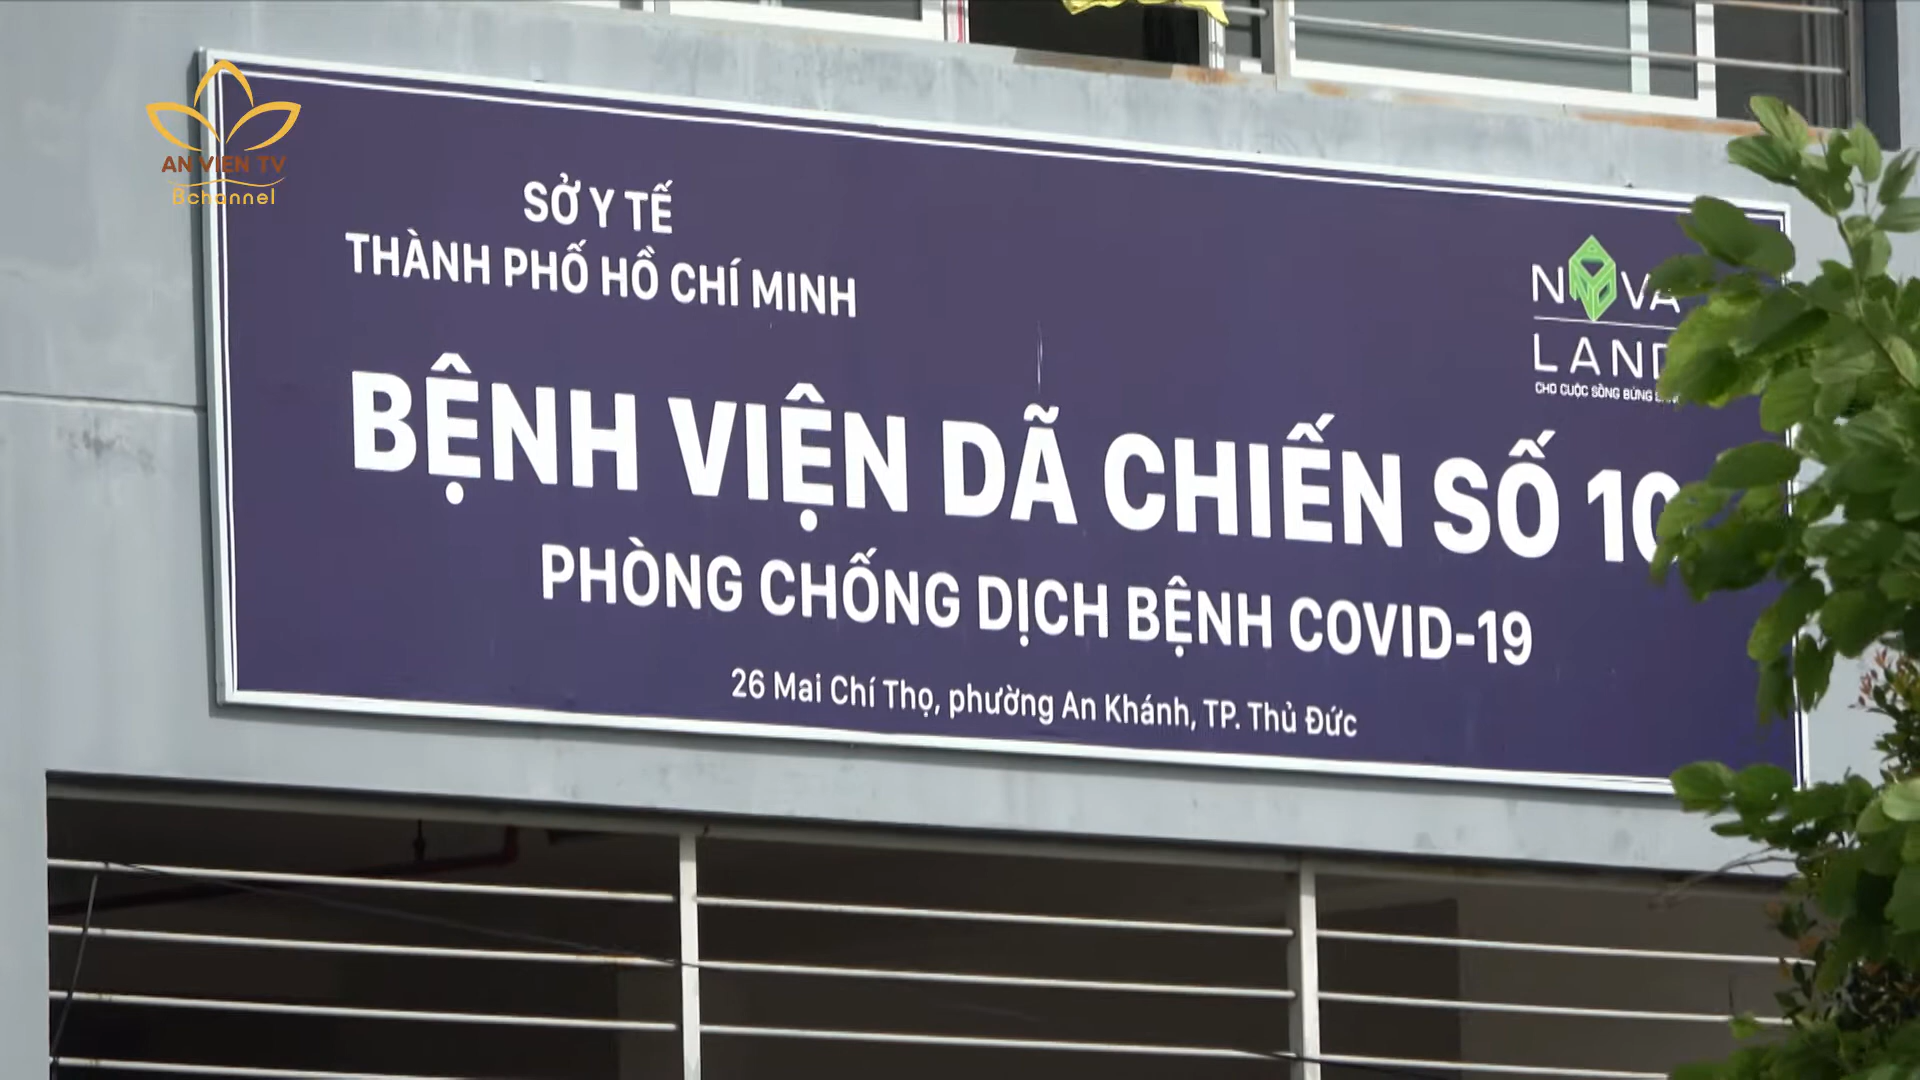 AN VIEN TV
Bchannel
SỞ Y TẾ
THÀNH PHỐ HỒ CHÍ MINH
NOVA
LAND
CHO CUỘC SỐNG BỪNG
BỆNH VIỆN DÃ CHIẾN SỐ 10
PHÒNG CHỐNG DỊCH BỆNH COVID-19
26 Mai Chí Thọ, phường An Khánh, TP. Thủ Đức